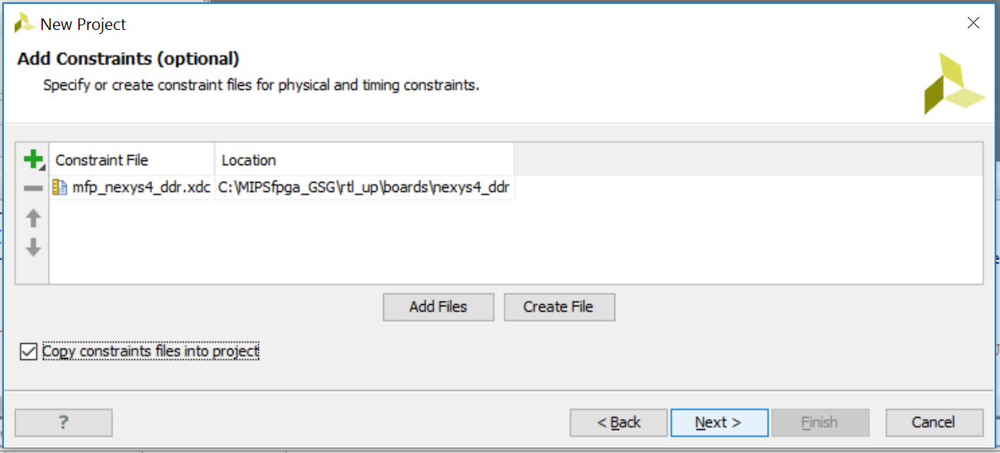 New Project
Add Constraints (optional)
Specify or create constraint files for physical and timing constraints.
Constraint File Location
mfp_nexys4_ddr.xdc C:\MIPSfpga_GSG\rtl_up\boards\nexys4_ddr
Add Files Create File
Copy constraints files into project
? < Back Next > Finish Cancel